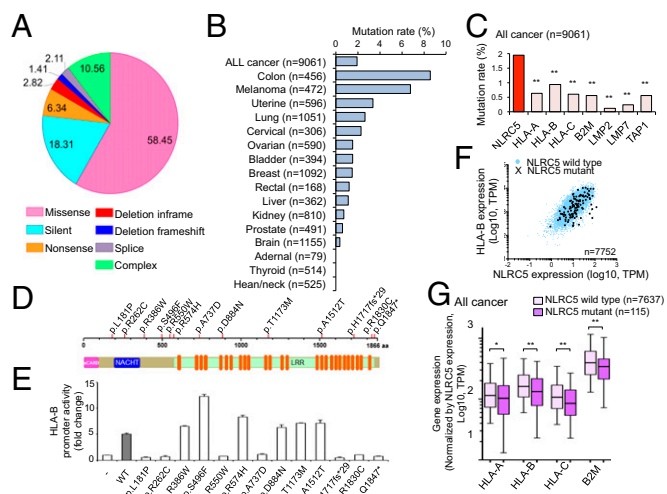 A
2.11
1.41
2.82
10.56
6.34
58.45
18.31
Missense
Silent
Nonsense
Deletion inframe
Deletion frameshift
Splice
Complex
B
Mutation rate (%)
0 2 4 6 8 10
ALL cancer (n=9061)
Colon (n=456)
Melanoma (n=472)
Uterine (n=596)
Lung (n=1051)
Cervical (n=306)
Ovarian (n=590)
Bladder (n=394)
Breast (n=1092)
Rectal (n=168)
Liver (n=362)
Kidney (n=810)
Prostate (n=491)
Brain (n=1155)
Adernal (n=79)
Thyroid (n=514)
Hean/neck (n=525)
C
All cancer (n=9061)
Mutation rate (%)
2
1.5
1
0.5
0
** ** ** ** ** ** **
NLRC5
HLA-A
HLA-B
HLA-C
B2M
LMP2
LMP7
TAP1
F
NLRC5 wild type
X NLRC5 mutant
HLA-B expression
(Log10, TPM)
n=7752
NLRC5 expression (log10, TPM)
D
p.L181P
p.R262C
p.R386W
p.S496F
p.R550W
p.R574H
p.A737D
p.D884N
p.T1173M
p.A1512T
p.H1717fs*29
p.R1830C
p.Q1847*
0 500 1000 1500 1866 aa
NACHT
LRR
E
HLA-B
promoter activity
(fold change)
15
10
5
0
-
WT
p.L181P
p.R262C
R386W
p.S496F
R550W
p.R574H
p.A737D
p.D884N
T1173M
A1512T
H1717fs*29
R1830C
Q1847*
G All cancer
NLRC5 wild type (n=7637)
NLRC5 mutant (n=115)
Gene expression
(Normalized by NLRC5 expression,
Log10, TPM)
2
1
2
* ** ** **
HLA-A
HLA-B
HLA-C
B2M